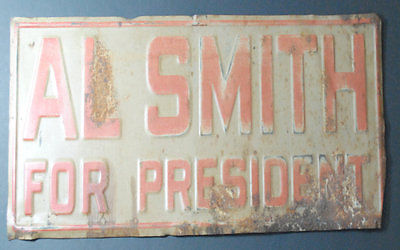 AL SMITH
FOR PRESIDENT